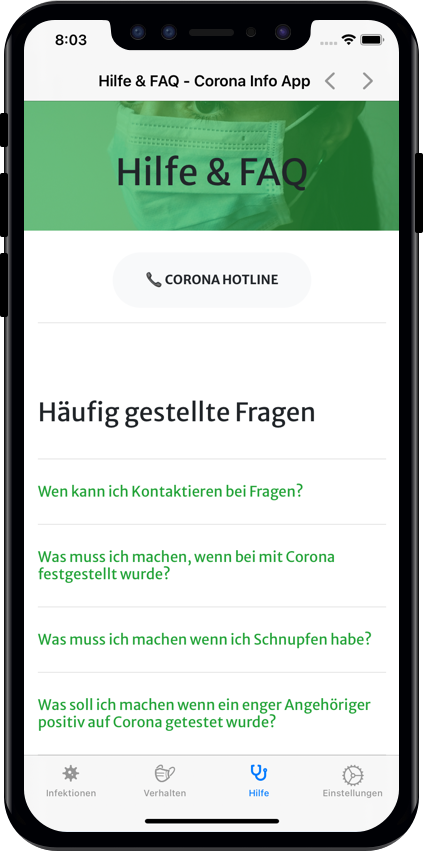 8:03
Hilfe & FAQ - Corona Info App
Hilfe & FAQ
CORONA HOTLINE
Häufig gestellte Fragen
Wen kann ich Kontaktieren bei Fragen?
Was muss ich machen, wenn bei mit Corona
festgestellt wurde?
Was muss ich machen wenn ich Schnupfen habe?
Was soll ich machen wenn ein enger Angehöriger
positiv auf Corona getestet wurde?
Infektionen Verhalten Hilfe Einstellungen